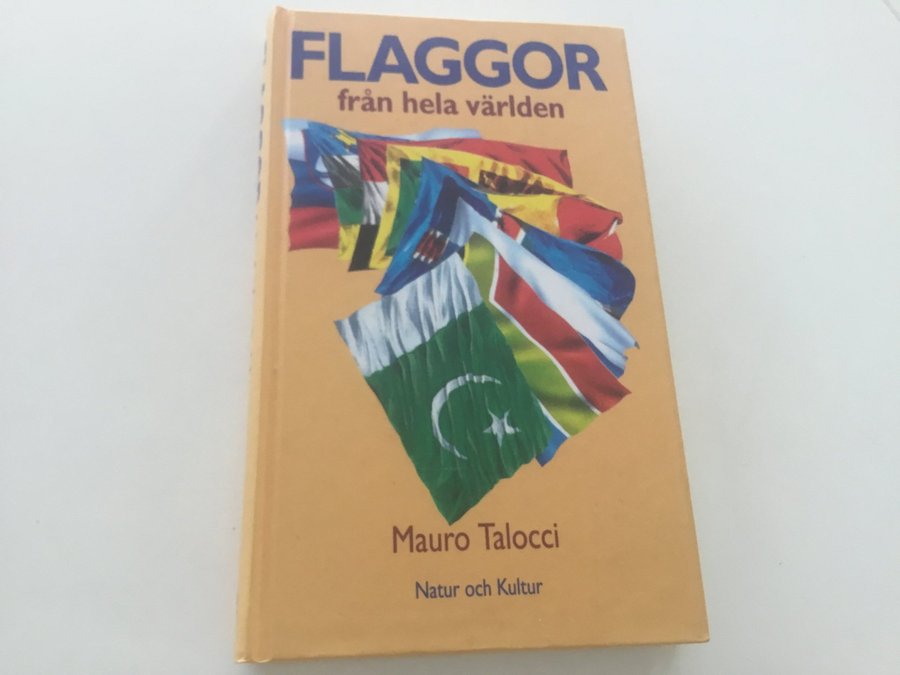 FLAGGOR
från hela världen
Mauro Talocci
Natur och Kultur